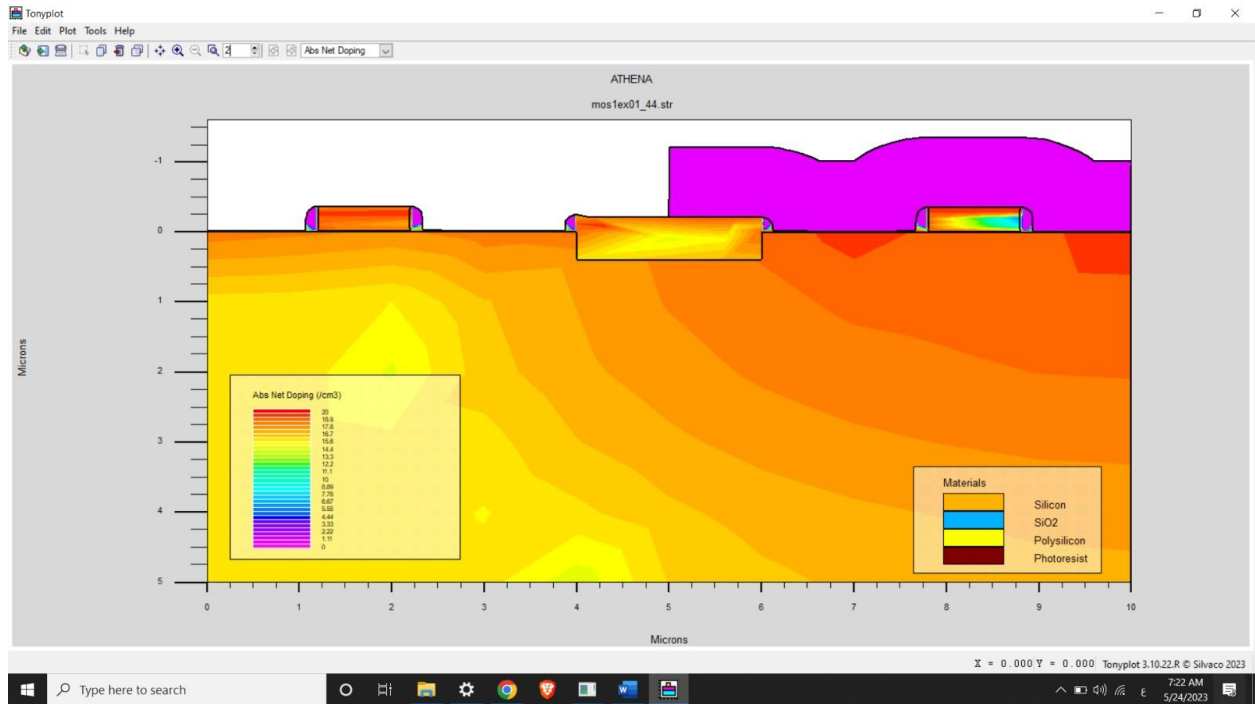 Tonyplot
File Edit Plot Tools Help
2 Abs Net Doping
ATHENA
mos1ex01_44.str
-1
0
1
2
3
4
5
Microns
Abs Net Doping (/cm3)
20
18.9
17.8
16.7
15.6
14.4
13.3
12.2
11.1
10
8.89
7.78
6.67
5.55
4.44
3.33
2.22
1.11
0
Materials
Silicon
SiO2
Polysilicon
Photoresist
0 1 2 3 4 5 6 7 8 9 10
Microns
X = 0.000 Y = 0.000 Tonyplot 3.10.22.R © Silvaco 2023
Type here to search
ع
7:22 AM
5/24/2023